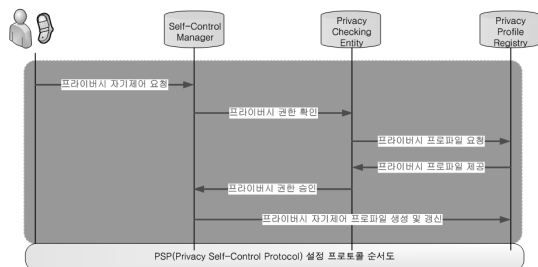 Self-Control
Manager
Privacy
Checking
Entity
Privacy
Profile
Registry
프라이버시 자기제어 요청
프라이버시 권한 확인
프라이버시 프로파일 요청
프라이버시 프로파일 제공
프라이버시 권한 승인
프라이버시 자기제어 프로파일 생성 및 갱신
PSP(Privacy Self-Control Protocol) 설정 프로토콜 순서도